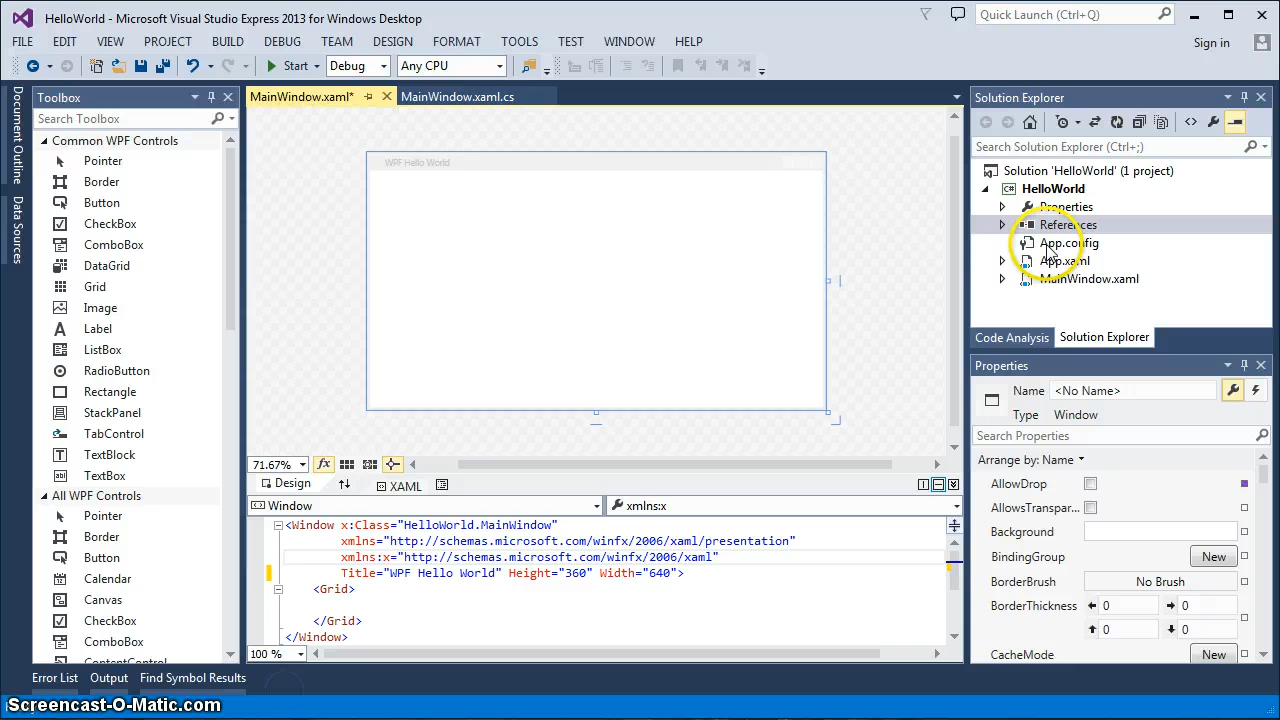 HelloWorld - Microsoft Visual Studio Express 2013 for Windows Desktop
Quick Launch (Ctrl+Q)
FILE EDIT VIEW PROJECT BUILD DEBUG TEAM DESIGN FORMAT TOOLS TEST WINDOW HELP
Sign in
Start Debug Any CPU
Document Outline
Data Sources
Toolbox
Search Toolbox
Common WPF Controls
Pointer
Border
Button
CheckBox
ComboBox
DataGrid
Grid
Image
Label
ListBox
RadioButton
Rectangle
StackPanel
TabControl
TextBlock
TextBox
All WPF Controls
Pointer
Border
Button
Calendar
Canvas
CheckBox
ComboBox
ContentControl
MainWindow.xaml* MainWindow.xaml.cs
WPF Hello World
71.67%
Design XAML
Window xmlns:x
<Window x:Class="HelloWorld.MainWindow"
xmlns="http://schemas.microsoft.com/winfx/2006/xaml/presentation"
xmlns:x="http://schemas.microsoft.com/winfx/2006/xaml"
Title="WPF Hello World" Height="360" Width="640">
<Grid>
</Grid>
</Window>
100 %
Solution Explorer
Search Solution Explorer (Ctrl+;)
Solution 'HelloWorld' (1 project)
C# HelloWorld
Properties
References
App.config
App.xaml
MainWindow.xaml
Code Analysis Solution Explorer
Properties
Name <No Name>
Type Window
Search Properties
Arrange by: Name
AllowDrop
AllowsTranspar...
Background
BindingGroup New
BorderBrush No Brush
BorderThickness 0 0
0 0
CacheMode New
Error List Output Find Symbol Results
Screencast-O-Matic.com